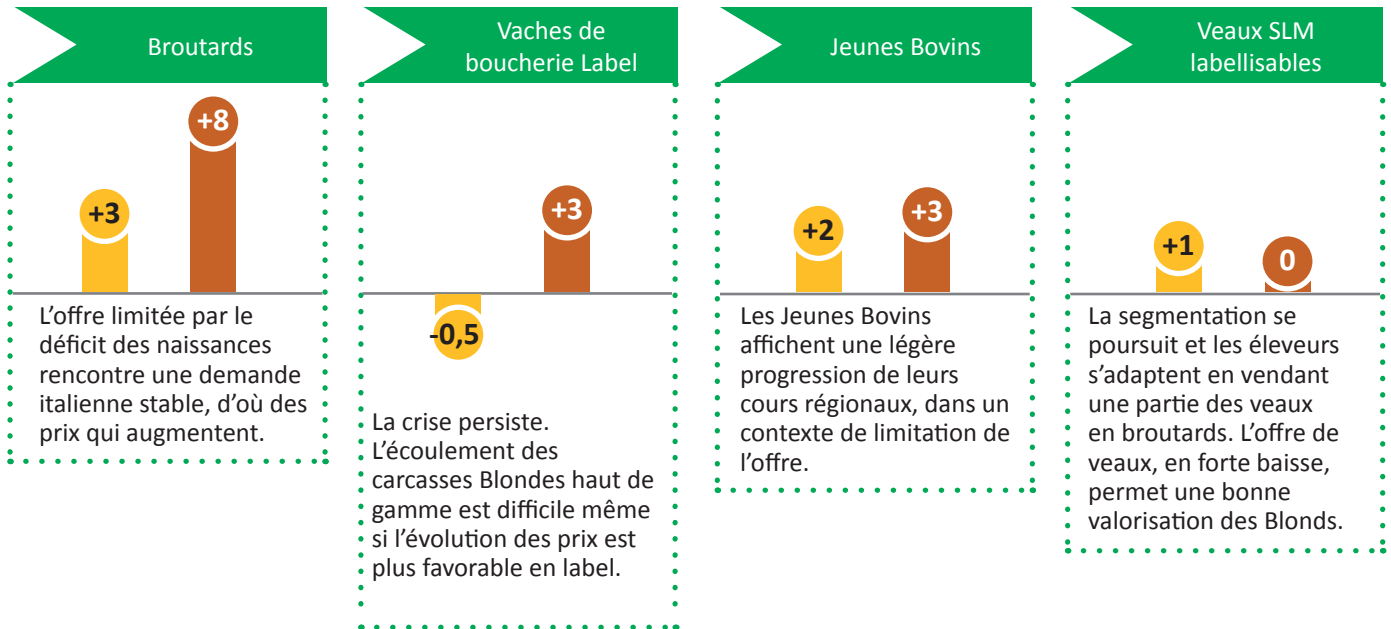 Broutards
+3
+8
L’offre limitée par le
déficit des naissances
rencontre une demande
italienne stable, d’où des
prix qui augmentent.
Vaches de
boucherie Label
-0,5
+3
La crise persiste.
L’écoulement des
carcasses Blondes haut de
gamme est difficile même
si l’évolution des prix est
plus favorable en label.
Jeunes Bovins
+2
+3
Les Jeunes Bovins
affichent une légère
progression de leurs
cours régionaux, dans un
contexte de limitation de
l’offre.
Veaux SLM
labellisables
+1
0
La segmentation se
poursuit et les éleveurs
s’adaptent en vendant
une partie des veaux
en broutards. L’offre de
veaux, en forte baisse,
permet une bonne
valorisation des Blonds.